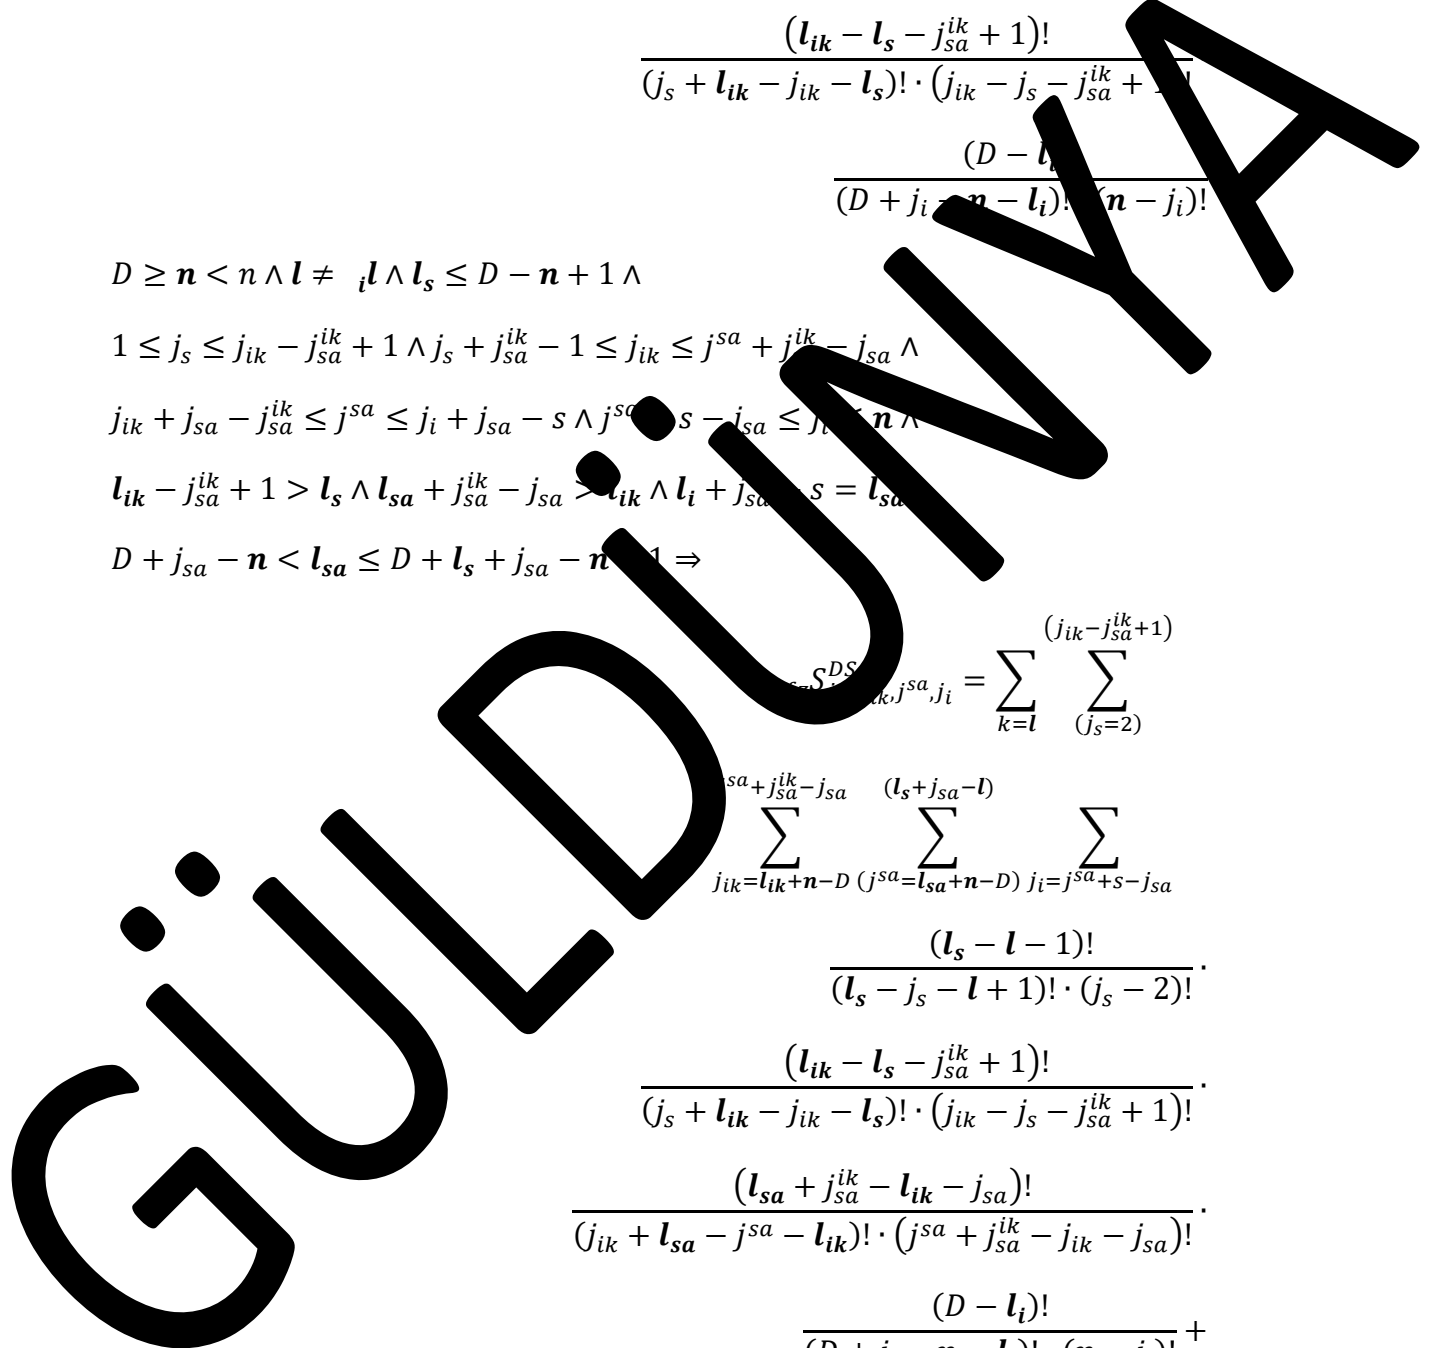 (l_ik − l_s − j_sa^ik + 1)!
(j_s + l_ik − j_ik − l_s)! · (j_ik − j_s − j_sa^ik +
(D −
(D + j_i − n − l_i)! (n − j_i)!
D ≥ n < n ∧ l ≠ _i l ∧ l_s ≤ D − n + 1 ∧
1 ≤ j_s ≤ j_ik − j_sa^ik + 1 ∧ j_s + j_sa^ik − 1 ≤ j_ik ≤ j^sa + j^ik − j_sa ∧
j_ik + j_sa − j_sa^ik ≤ j^sa ≤ j_i + j_sa − s ∧ s − j_sa ≤ n ∧
l_ik − j_sa^ik + 1 > l_s ∧ l_sa + j_sa^ik − j_sa > l_ik ∧ l_i + j_sa − s = l_sa
D + j_sa − n < l_sa ≤ D + l_s + j_sa − n 1 ⇒
(j_ik−j_sa^ik+1)
S^DS ,j^sa,j_i = ∑ ∑
k=l (j_s=2)
sa+j_sa^ik−j_sa (l_s+j_sa−l)
∑ ∑ ∑
j_ik=l_ik+n−D (j^sa=l_sa+n−D) j_i=j^sa+s−j_sa
(l_s − l − 1)!
(l_s − j_s − l + 1)! · (j_s − 2)! ·
(l_ik − l_s − j_sa^ik + 1)!
(j_s + l_ik − j_ik − l_s)! · (j_ik − j_s − j_sa^ik + 1)! ·
(l_sa + j_sa^ik − l_ik − j_sa)!
(j_ik + l_sa − j^sa − l_ik)! · (j^sa + j_sa^ik − j_ik − j_sa)! ·
(D − l_i)!
+
GÜLDÜNYA